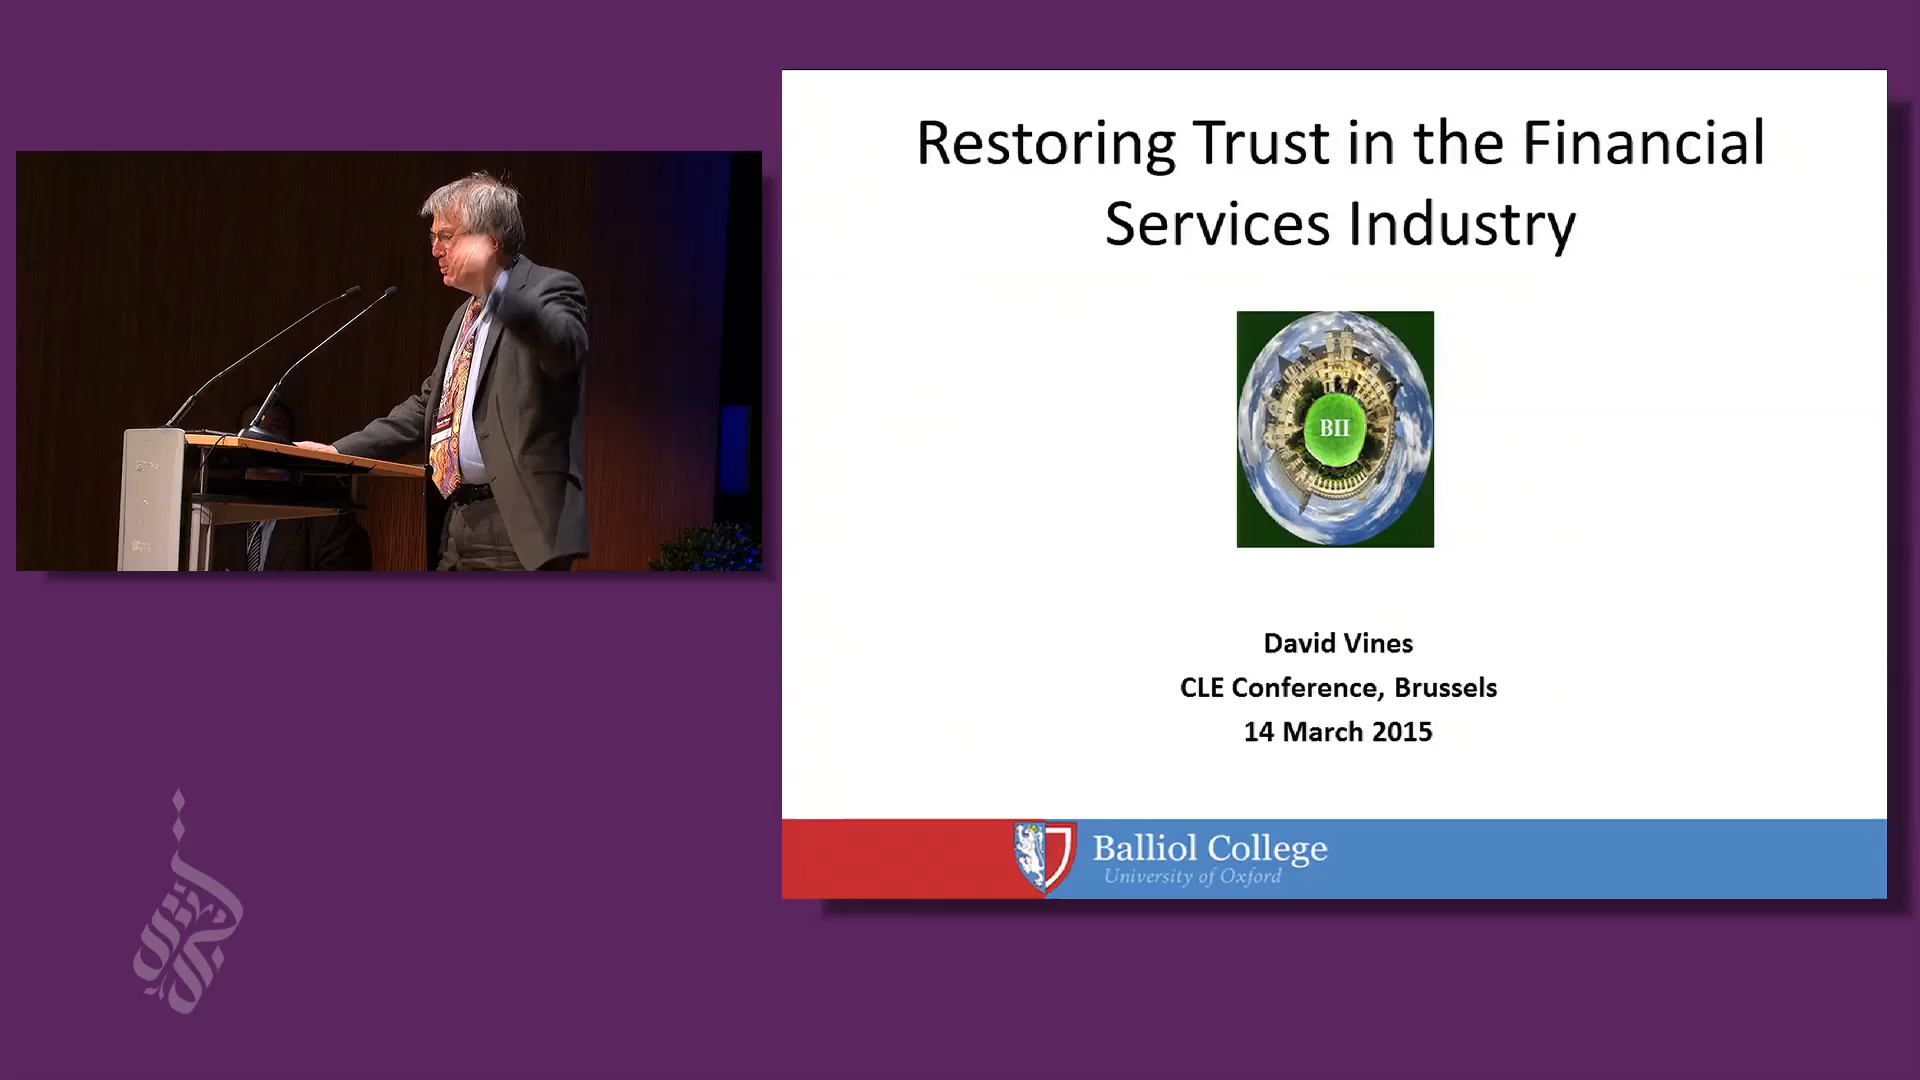 Restoring Trust in the Financial
Services Industry
ΒΠ
David Vines
CLE Conference, Brussels
14 March 2015
Balliol College
University of Oxford